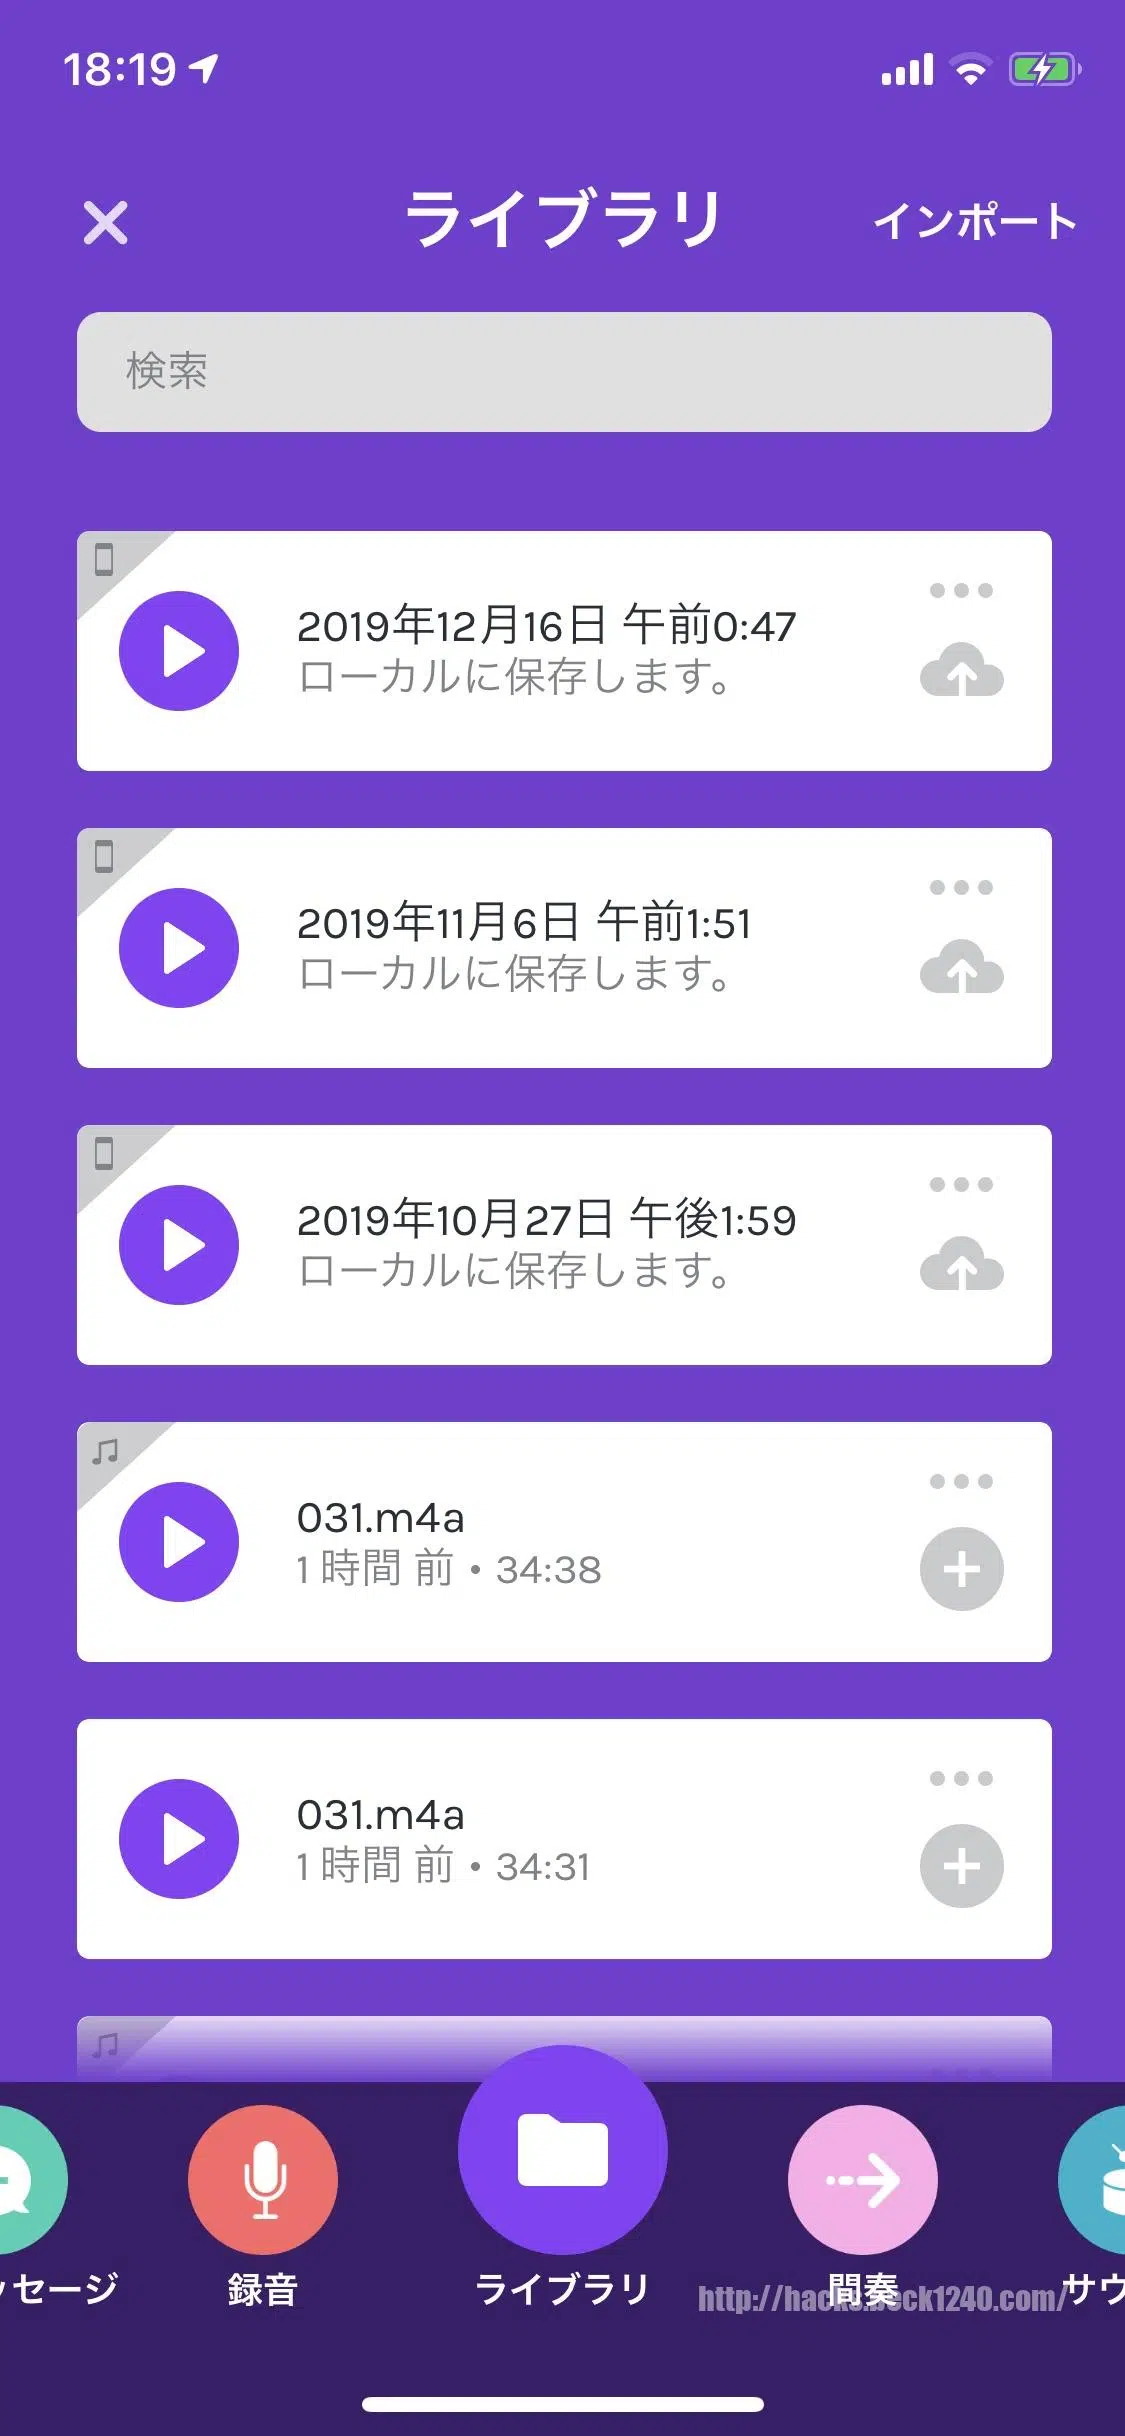 18:19
ライブラリ
インポート
検索
2019年12月16日 午前0:47
ローカルに保存します。
2019年11月6日 午前1:51
ローカルに保存します。
2019年10月27日 午後1:59
ローカルに保存します。
031.m4a
1 時間 前 • 34:38
031.m4a
1 時間 前 • 34:31
ッセージ
録音
ライブラリ
間奏
サウ
http://hacks.beck1240.com/